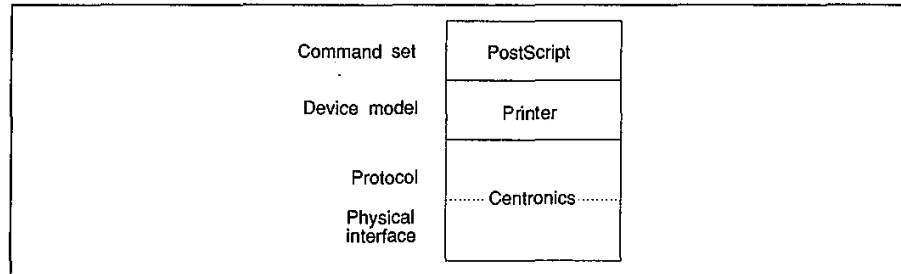 Command set PostScript
Device model Printer
Protocol
Centronics
Physical
interface